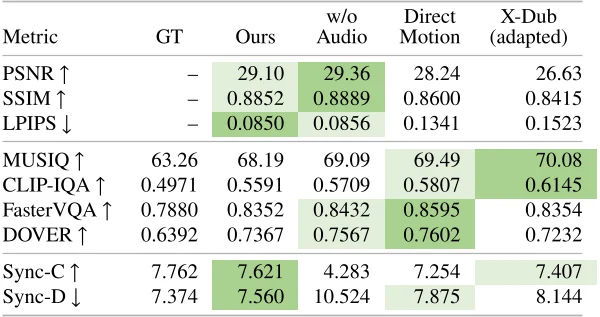 Metric GT Ours w/o Audio Direct Motion X-Dub (adapted)
PSNR ↑ – 29.10 29.36 28.24 26.63
SSIM ↑ – 0.8852 0.8889 0.8600 0.8415
LPIPS ↓ – 0.0850 0.0856 0.1341 0.1523
MUSIQ ↑ 63.26 68.19 69.09 69.49 70.08
CLIP-IQA ↑ 0.4971 0.5591 0.5709 0.5807 0.6145
FasterVQA ↑ 0.7880 0.8352 0.8432 0.8595 0.8354
DOVER ↑ 0.6392 0.7367 0.7567 0.7602 0.7232
Sync-C ↑ 7.762 7.621 4.283 7.254 7.407
Sync-D ↓ 7.374 7.560 10.524 7.875 8.144